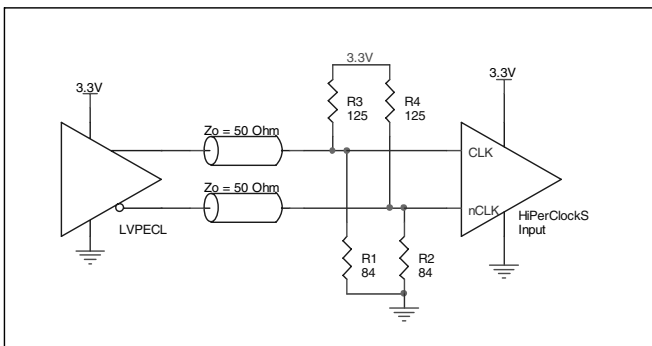 3.3V
3.3V
3.3V
R3
125
R4
125
Zo = 50 Ohm
CLK
Zo = 50 Ohm
nCLK
HiPerClockS
Input
LVPECL
R1
84
R2
84